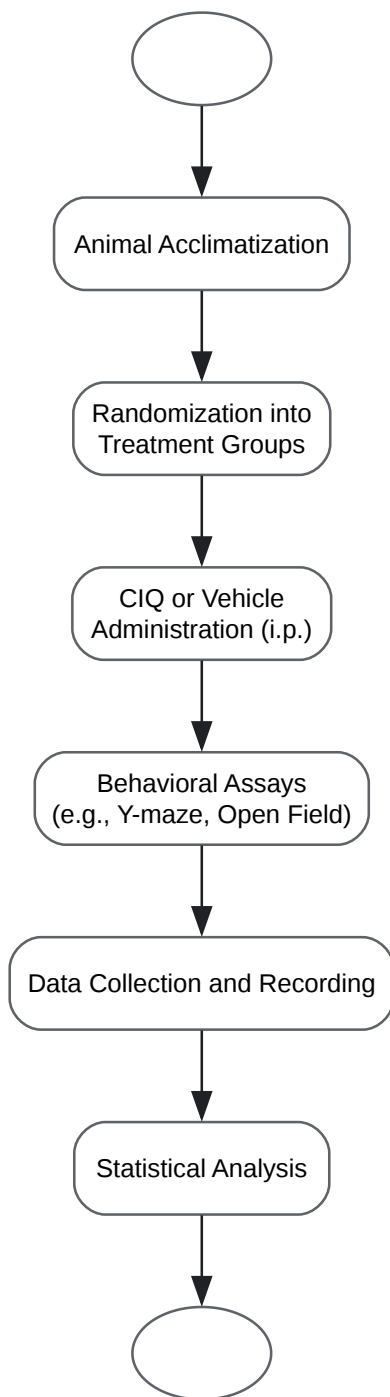 Animal Acclimatization
Randomization into
Treatment Groups
CIQ or Vehicle
Administration (i.p.)
Behavioral Assays
(e.g., Y-maze, Open Field)
Data Collection and Recording
Statistical Analysis